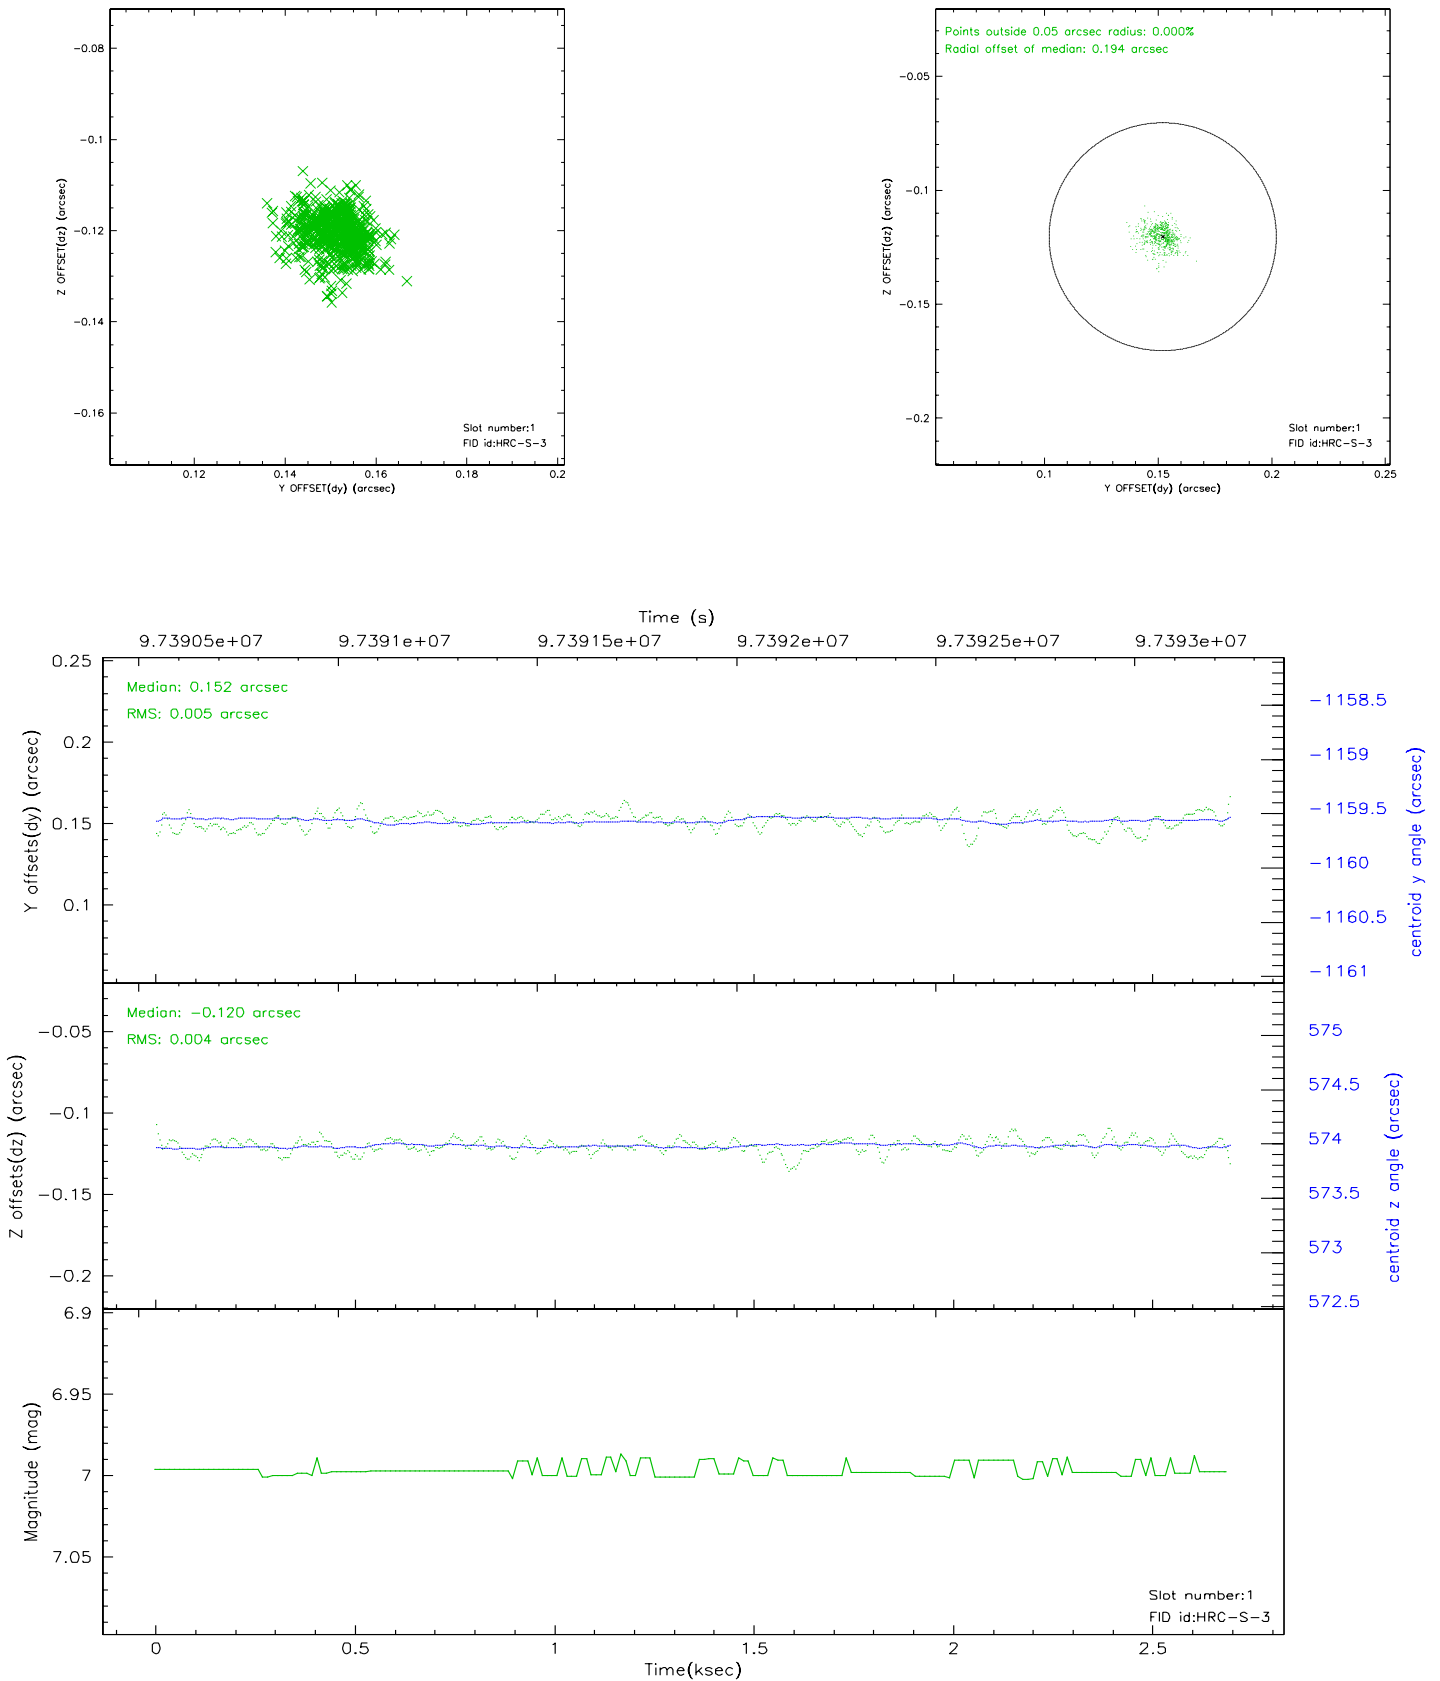 -0.08
-0.1
-0.12
-0.14
-0.16
Z OFFSET(dz) (arcsec)
Slot number:1
FID id:HRC-S-3
0.12 0.14 0.16 0.18 0.2
Y OFFSET(dy) (arcsec)
Points outside 0.05 arcsec radius: 0.000%
Radial offset of median: 0.194 arcsec
-0.05
-0.1
-0.15
-0.2
Z OFFSET(dz) (arcsec)
Slot number:1
FID id:HRC-S-3
0.1 0.15 0.2 0.25
Y OFFSET(dy) (arcsec)
Time (s)
9.73905e+07 9.7391e+07 9.73915e+07 9.7392e+07 9.73925e+07 9.7393e+07
Median: 0.152 arcsec
RMS: 0.005 arcsec
0.25
0.2
0.15
0.1
Y offsets(dy) (arcsec)
-1158.5
-1159
-1159.5
-1160
-1160.5
-1161
centroid y angle (arcsec)
Median: -0.120 arcsec
RMS: 0.004 arcsec
-0.05
-0.1
-0.15
-0.2
Z offsets(dz) (arcsec)
575
574.5
574
573.5
573
572.5
centroid z angle (arcsec)
6.9
6.95
7
7.05
Magnitude (mag)
Slot number:1
FID id:HRC-S-3
0 0.5 1 1.5 2 2.5
Time(ksec)